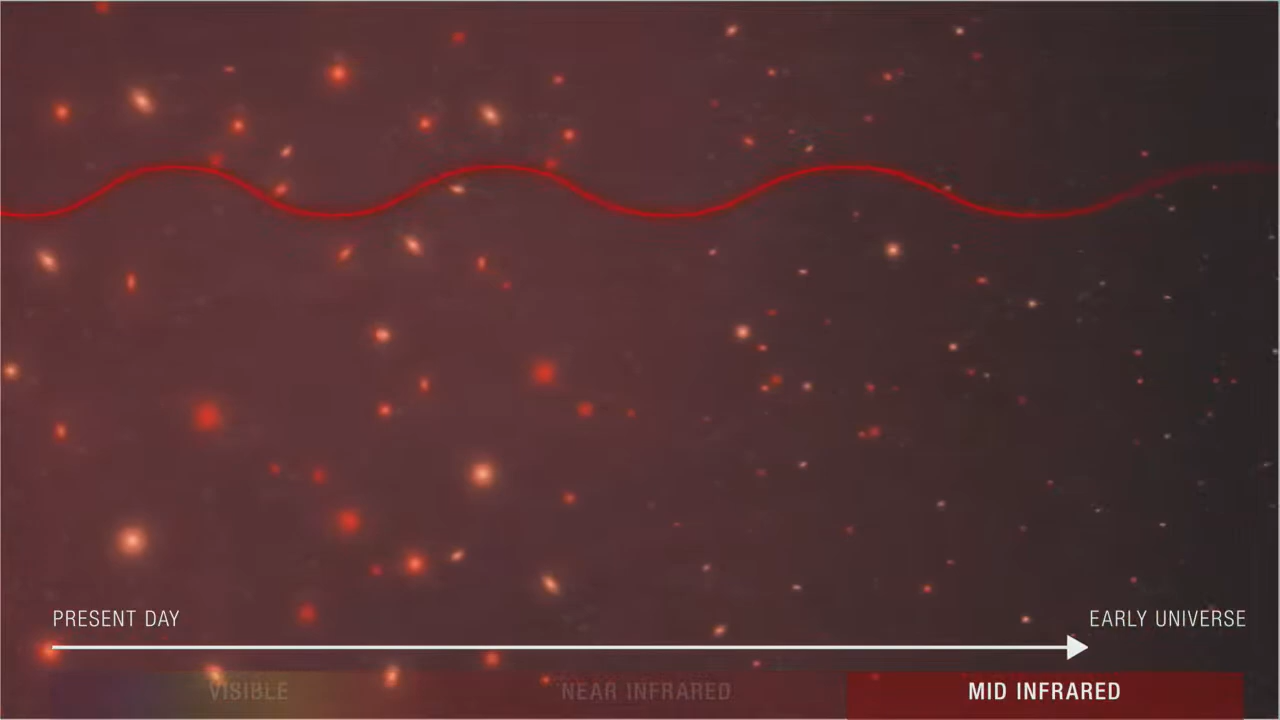 PRESENT DAY
EARLY UNIVERSE
VISIBLE
NEAR INFRARED
MID INFRARED